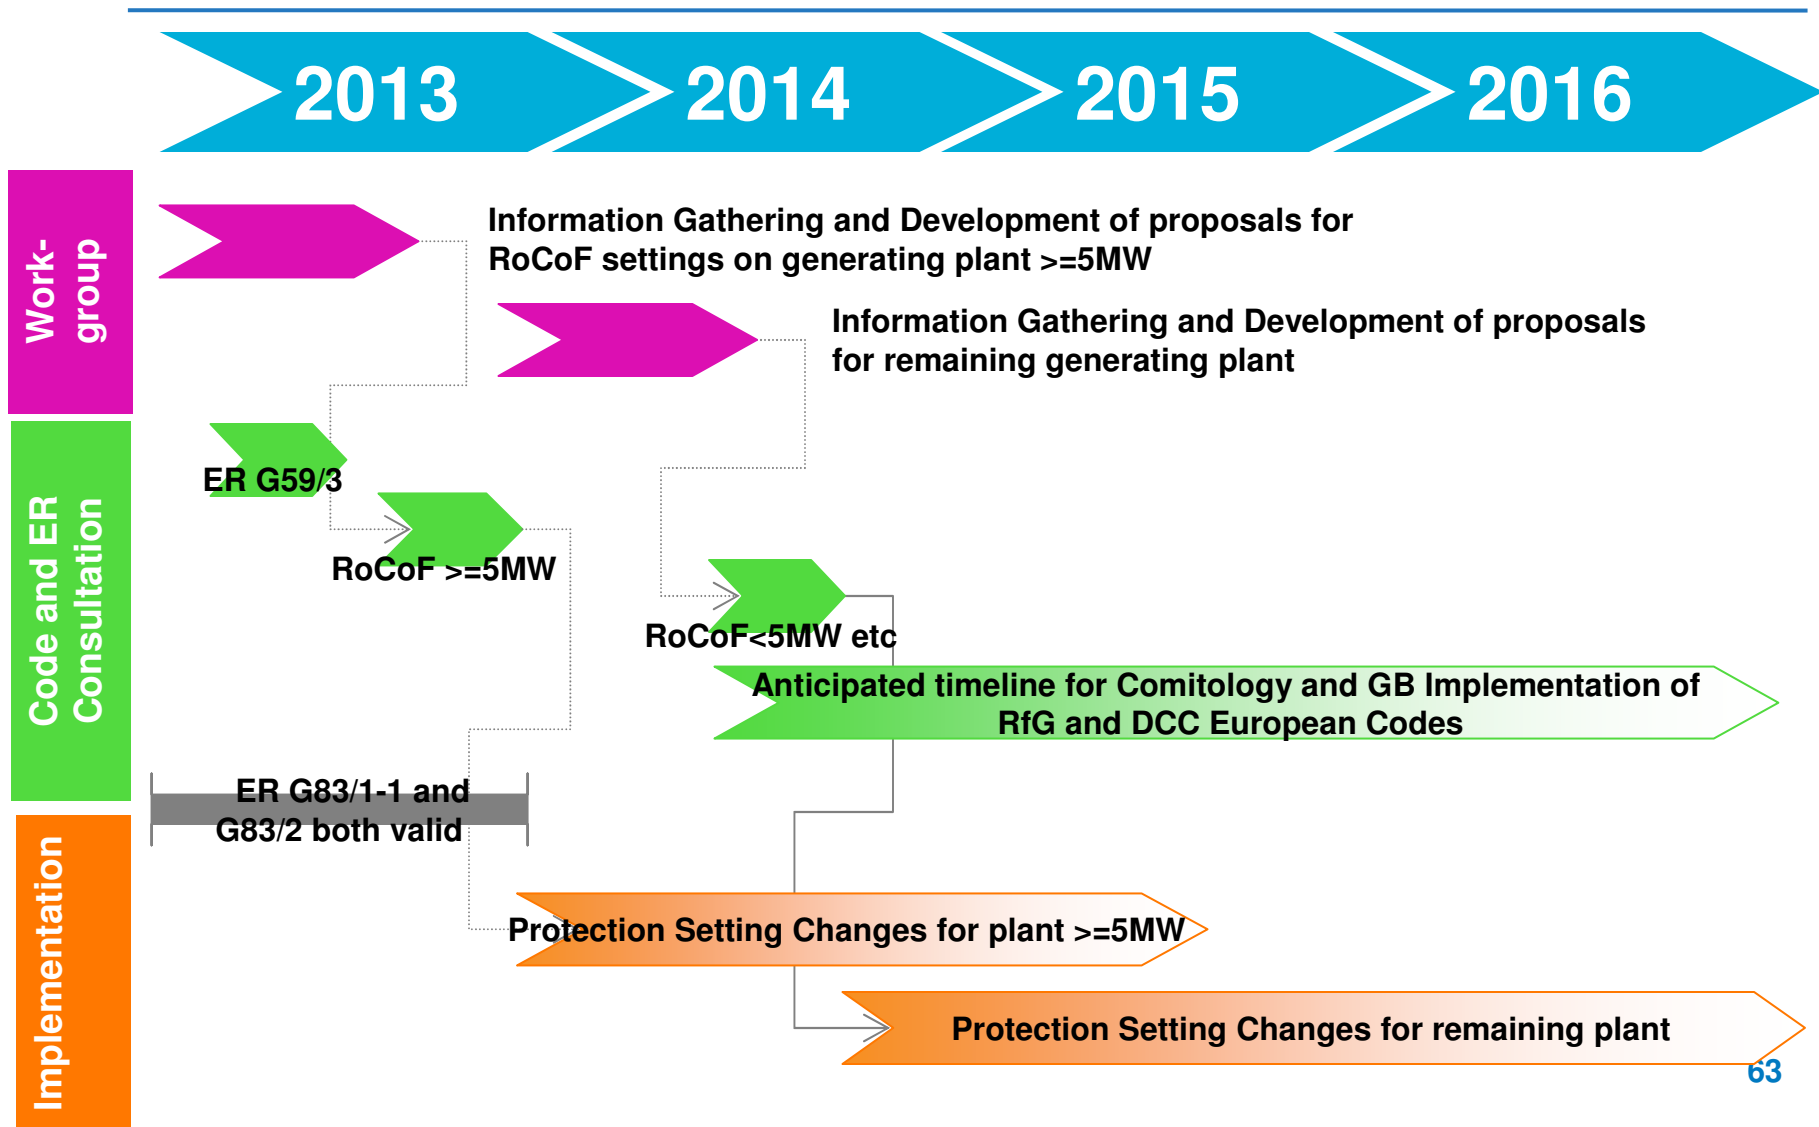 2013
2014
2015
2016
Work-
group
Information Gathering and Development of proposals for
RoCoF settings on generating plant >=5MW
Information Gathering and Development of proposals
for remaining generating plant
Code and ER
Consultation
ER G59/3
RoCoF >=5MW
RoCoF<5MW etc
Anticipated timeline for Comitology and GB Implementation of
RfG and DCC European Codes
ER G83/1-1 and
G83/2 both valid
Implementation
Protection Setting Changes for plant >=5MW
Protection Setting Changes for remaining plant
63